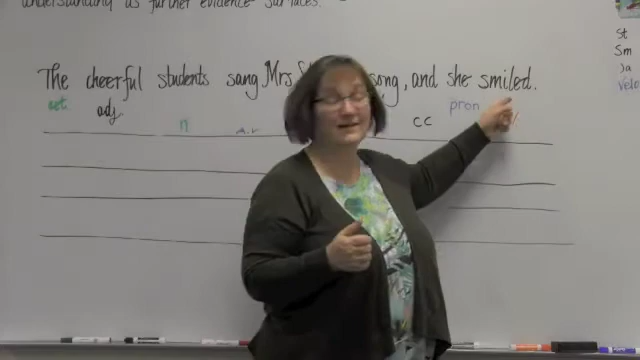 understanding as further evidence surfaces.
The cheerful students sang Mrs. song, and she smiled.
adj n A.V CC pron
St
Sm
Ja
Velo